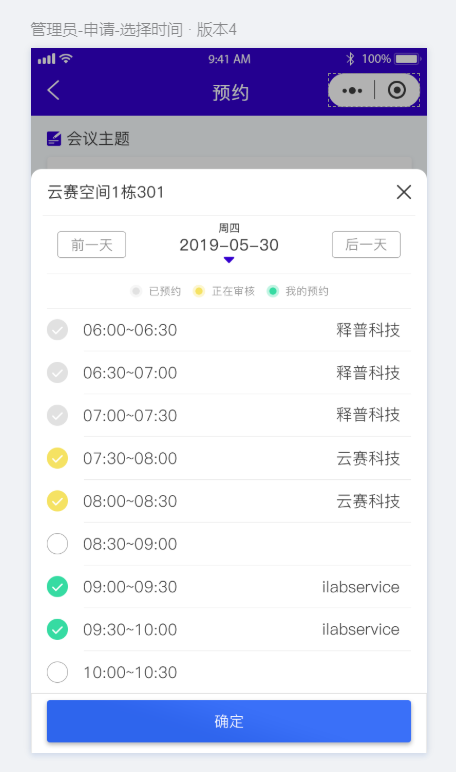 管理员-申请-选择时间 · 版本4
9:41 AM 100%
预约
会议主题
云赛空间1栋301
周四
前一天 2019-05-30 后一天
已预约 正在审核 我的预约
06:00~06:30 释普科技
06:30~07:00 释普科技
07:00~07:30 释普科技
07:30~08:00 云赛科技
08:00~08:30 云赛科技
08:30~09:00
09:00~09:30 ilabservice
09:30~10:00 ilabservice
10:00~10:30
确定